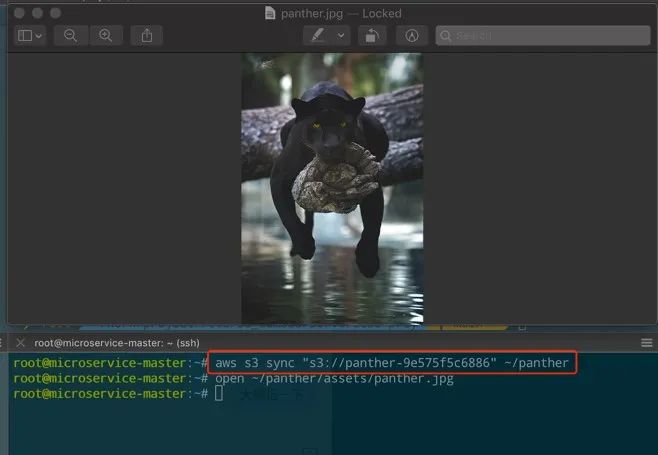 panther.jpg — Locked
Search
root@microservice-master: ~ (ssh)
root@microservice-master:~# aws s3 sync "s3://panther-9e575f5c6886" ~/panther
root@microservice-master:~# open ~/panther/assets/panther.jpg
root@microservice-master:~#